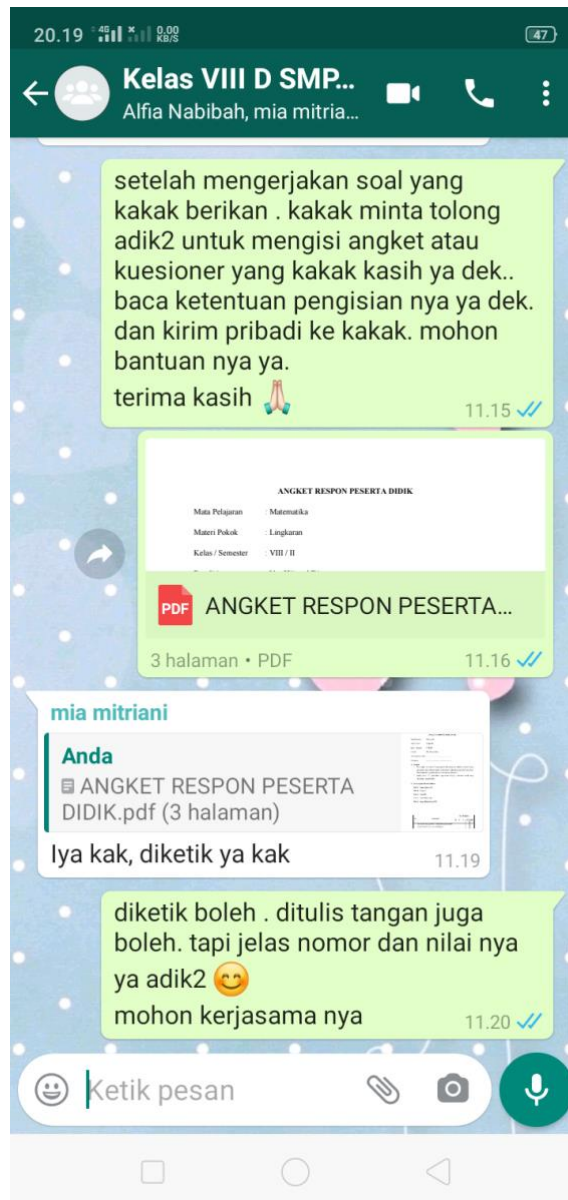 20.19 4G 0.00 KB/S 47
Kelas VIII D SMP...
Alfia Nabibah, mia mitria...
setelah mengerjakan soal yang
kakak berikan . kakak minta tolong
adik2 untuk mengisi angket atau
kuesioner yang kakak kasih ya dek..
baca ketentuan pengisian nya ya dek.
dan kirim pribadi ke kakak. mohon
bantuan nya ya.
terima kasih 🙏
11.15
ANGKET RESPON PESERTA DIDIK
Mata Pelajaran : Matematika
Materi Pokok : Lingkaran
Kelas / Semester : VIII / II
PDF ANGKET RESPON PESERTA...
3 halaman • PDF 11.16
mia mitriani
Anda
ANGKET RESPON PESERTA
DIDIK.pdf (3 halaman)
Iya kak, diketik ya kak 11.19
diketik boleh . ditulis tangan juga
boleh. tapi jelas nomor dan nilai nya
ya adik2 😊
mohon kerjasama nya 11.20
Ketik pesan